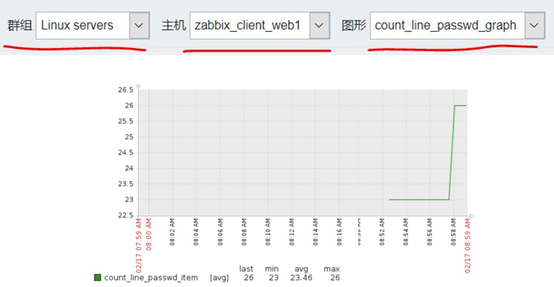 群组 Linux servers 主机 zabbix_client_web1 图形 count_line_passwd_graph
26.5
26
25.5
25
24.5
24
23.5
23
22.5
02/17 07:59 AM
08:00 AM
08:02 AM
08:04 AM
08:06 AM
08:08 AM
08:10 AM
08:12 AM
08:14 AM
08:16 AM
08:50 AM
08:52 AM
08:54 AM
08:56 AM
08:58 AM
02/17 08:59 AM
last min avg max
count_line_passwd_item [avg] 26 23 23.46 26